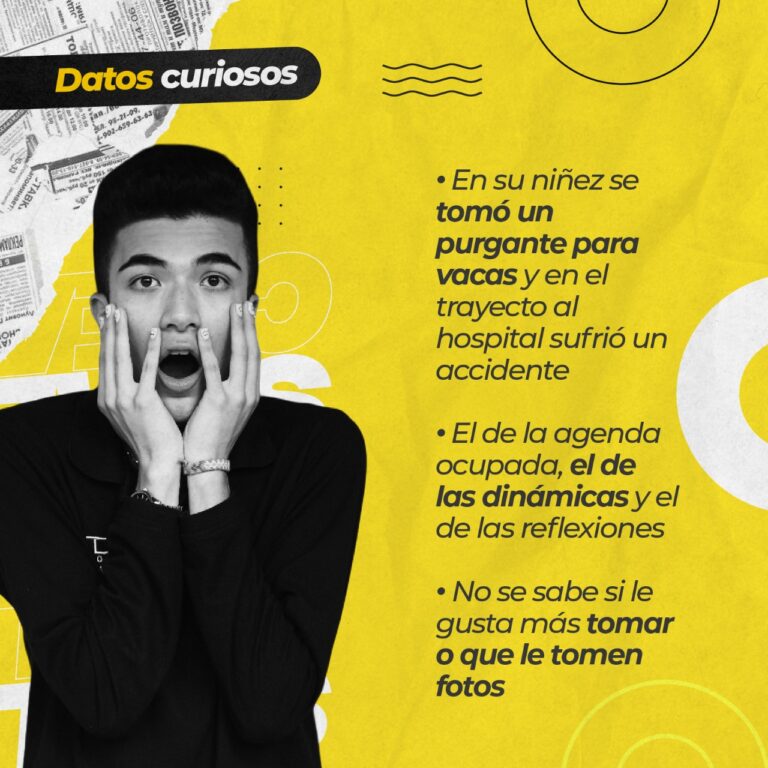 Datos curiosos
• En su niñez se
tomó un
purgante para
vacas y en el
trayecto al
hospital sufrió un
accidente
• El de la agenda
ocupada, el de
las dinámicas y el
de las reflexiones
• No se sabe si le
gusta más tomar
o que le tomen
fotos